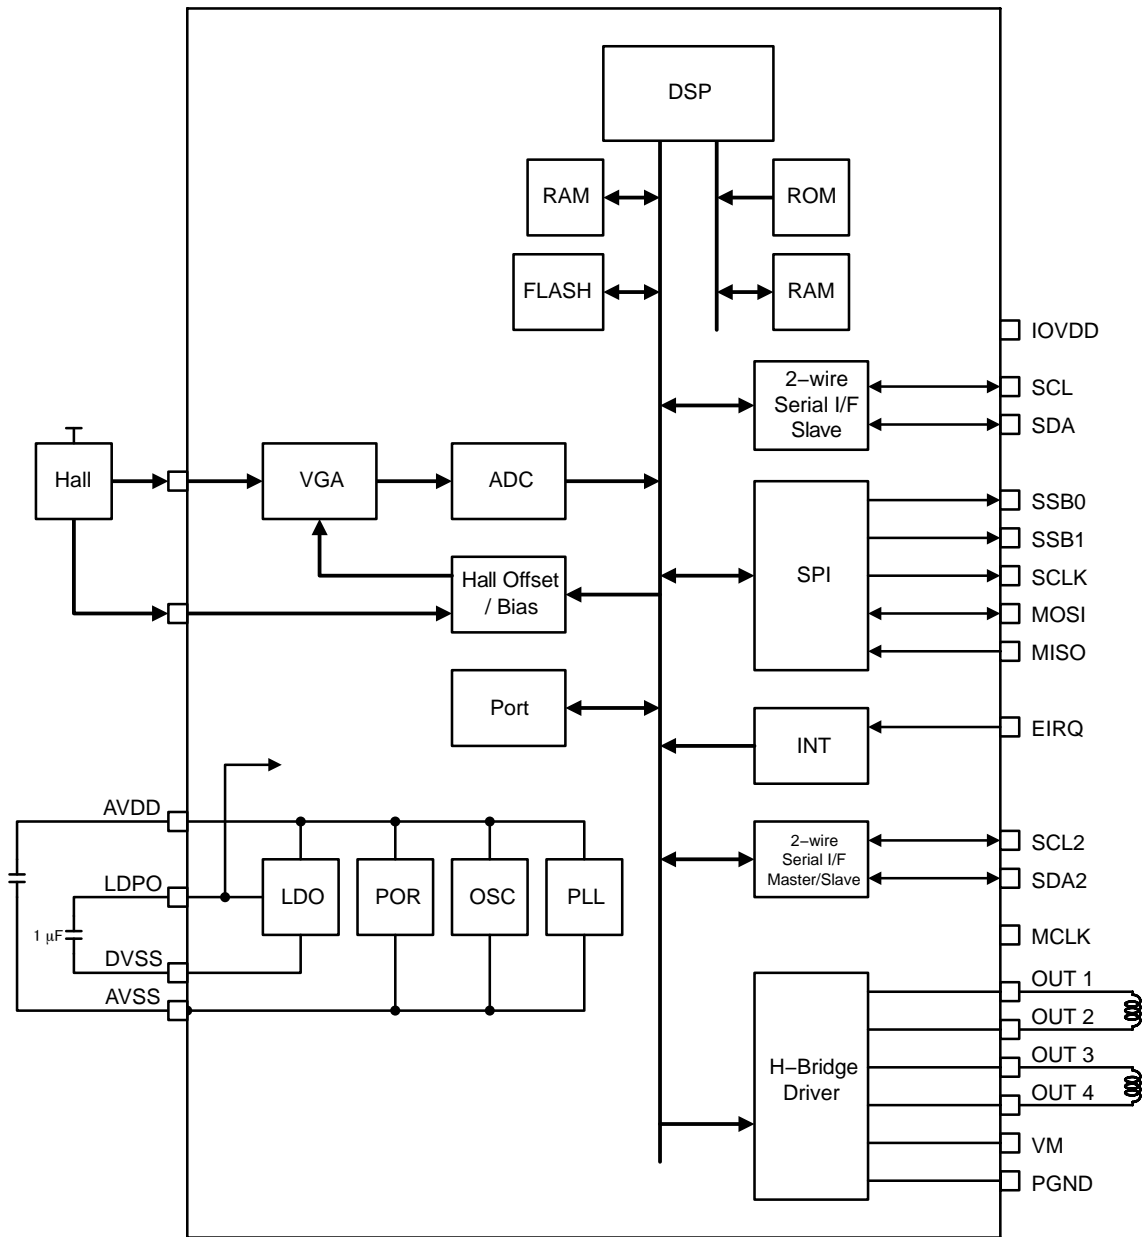 DSP
RAM
ROM
FLASH
RAM
IOVDD
2−wire
Serial I/F
Slave
SCL
SDA
Hall
VGA
ADC
SSB0
SSB1
SPI
SCLK
MOSI
MISO
Hall Offset
/ Bias
Port
INT
EIRQ
AVDD
LDPO
1 μF
DVSS
AVSS
LDO
POR
OSC
PLL
2−wire
Serial I/F
Master/Slave
SCL2
SDA2
MCLK
H−Bridge
Driver
OUT 1
OUT 2
OUT 3
OUT 4
VM
PGND